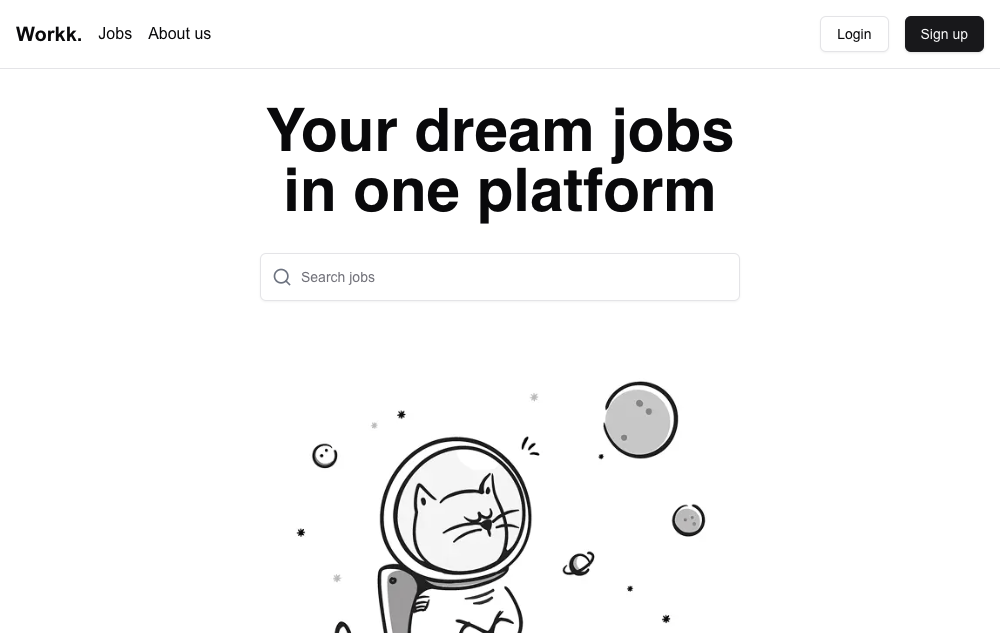 Workk.
Jobs
About us
Login
Sign up
Your dream jobs
in one platform
Search jobs